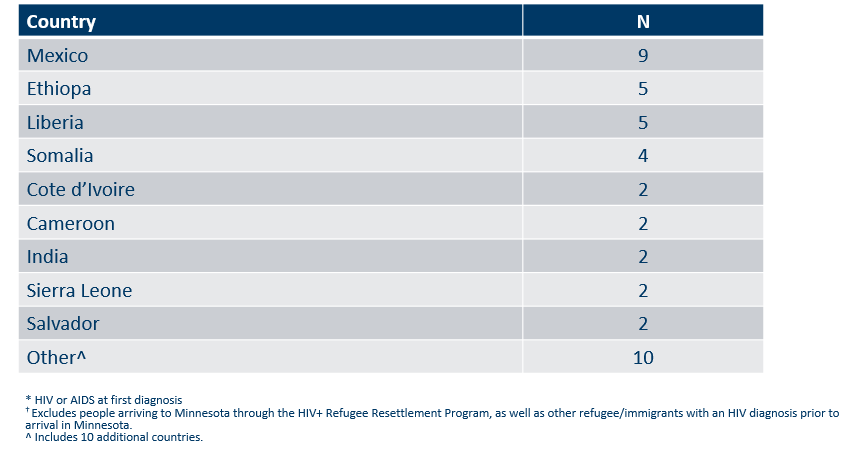 Country N
Mexico 9
Ethiopa 5
Liberia 5
Somalia 4
Cote d’Ivoire 2
Cameroon 2
India 2
Sierra Leone 2
Salvador 2
Other^ 10
* HIV or AIDS at first diagnosis
† Excludes people arriving to Minnesota through the HIV+ Refugee Resettlement Program, as well as other refugee/immigrants with an HIV diagnosis prior to
arrival in Minnesota.
^ Includes 10 additional countries.